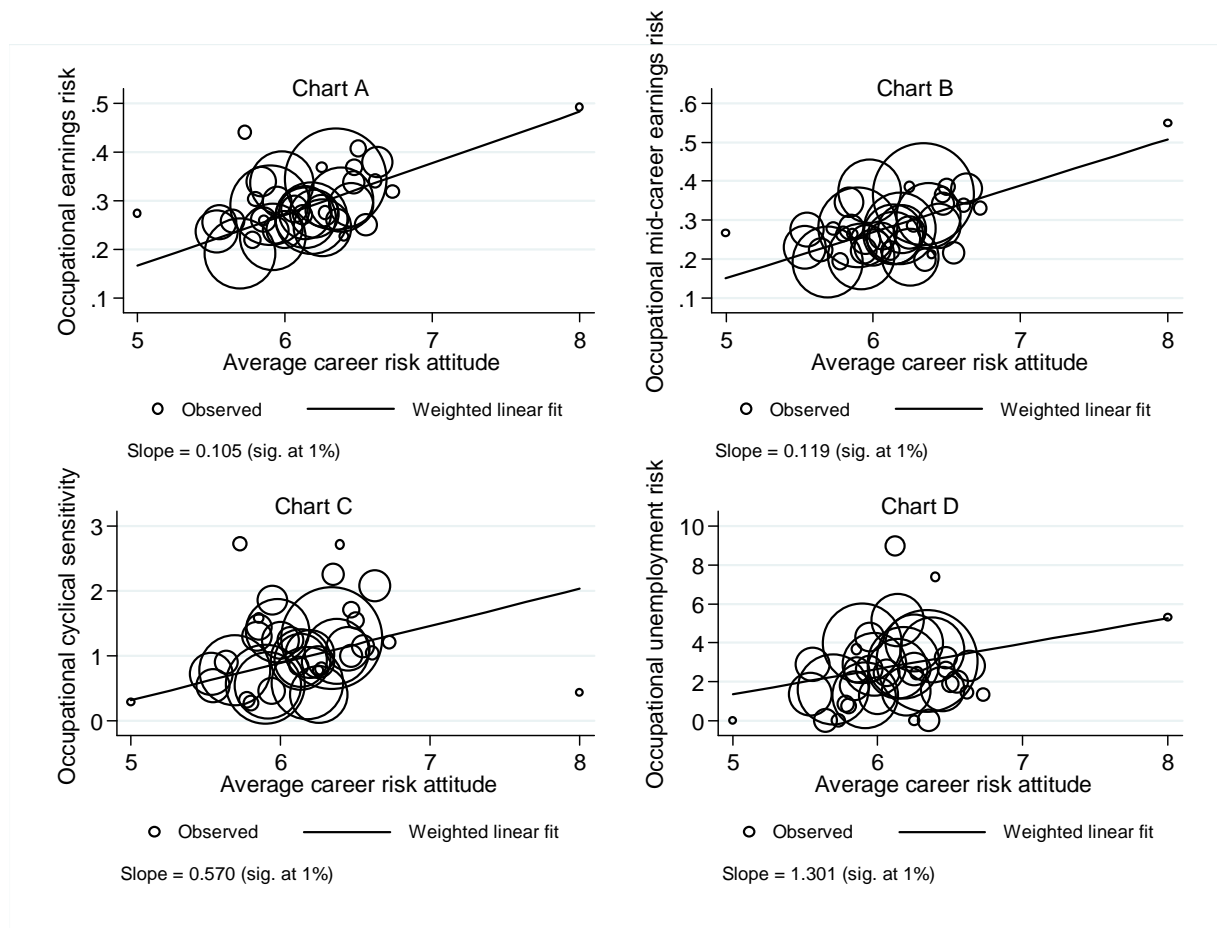 Chart A
Occupational earnings risk
.5
.4
.3
.2
.1
5 6 7 8
Average career risk attitude
Observed Weighted linear fit
Slope = 0.105 (sig. at 1%)
Chart B
Occupational mid-career earnings risk
.6
.5
.4
.3
.2
.1
5 6 7 8
Average career risk attitude
Observed Weighted linear fit
Slope = 0.119 (sig. at 1%)
Chart C
Occupational cyclical sensitivity
3
2
1
0
5 6 7 8
Average career risk attitude
Observed Weighted linear fit
Slope = 0.570 (sig. at 1%)
Chart D
Occupational unemployment risk
10
8
6
4
2
0
5 6 7 8
Average career risk attitude
Observed Weighted linear fit
Slope = 1.301 (sig. at 1%)